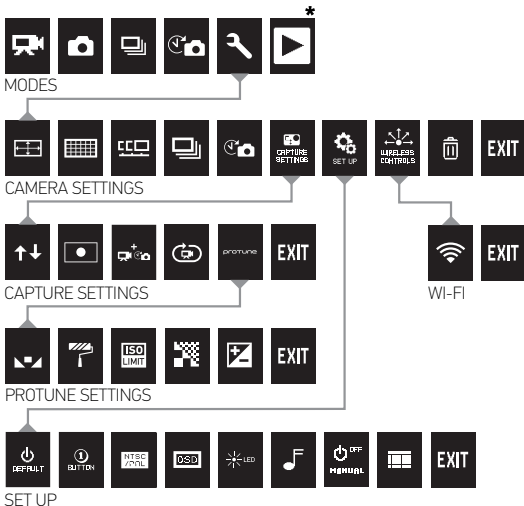 *
MODES
CAPTURE
SETTINGS
SET UP
WIRELESS
CONTROLS
EXIT
CAMERA SETTINGS
protune
EXIT
EXIT
CAPTURE SETTINGS
WI-FI
ISO
LIMIT
EXIT
PROTUNE SETTINGS
DEFAULT
BUTTON
NTSC
/PAL
OSD
LED
OFF
MANUAL
EXIT
SET UP